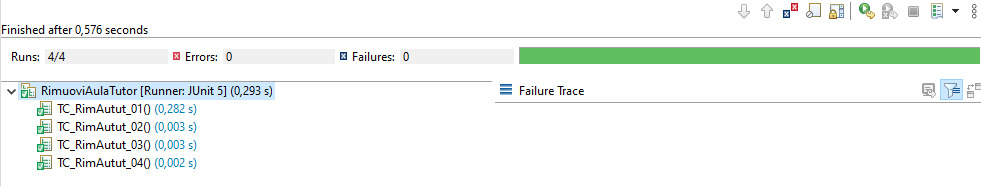 Finished after 0,576 seconds
Runs: 4/4 Errors: 0 Failures: 0
RimuoviAulaTutor [Runner: JUnit 5] (0,293 s)
Failure Trace
TC_RimAutut_01() (0,282 s)
TC_RimAutut_02() (0,003 s)
TC_RimAutut_03() (0,003 s)
TC_RimAutut_04() (0,002 s)